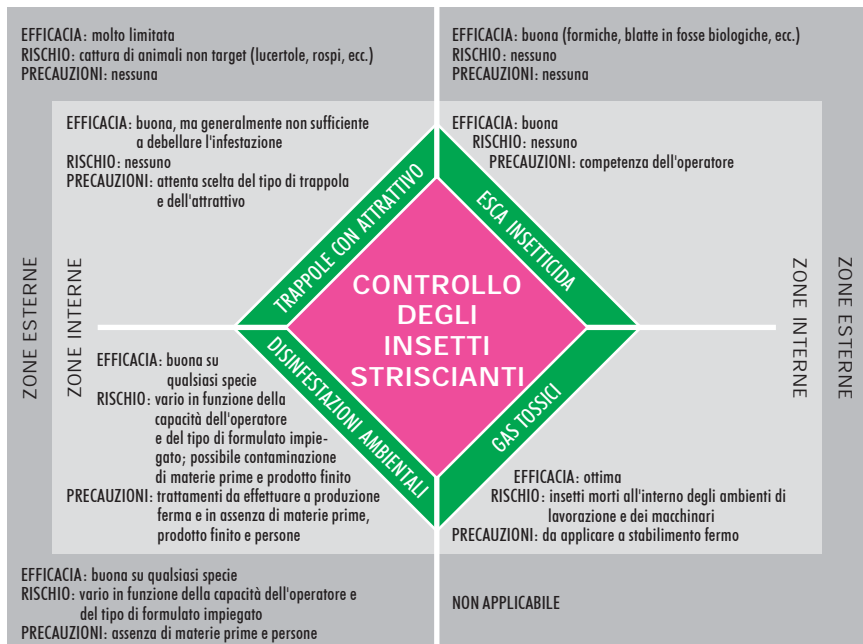 EFFICACIA: molto limitata
RISCHIO: cattura di animali non target (lucertole, rospi, ecc.)
PRECAUZIONI: nessuna
EFFICACIA: buona (formiche, blatte in fosse biologiche, ecc.)
RISCHIO: nessuno
PRECAUZIONI: nessuna
EFFICACIA: buona, ma generalmente non sufficiente
a debellare l'infestazione
RISCHIO: nessuno
PRECAUZIONI: attenta scelta del tipo di trappola
e dell'attrattivo
EFFICACIA: buona
RISCHIO: nessuno
PRECAUZIONI: competenza dell'operatore
TRAPPOLE CON ATTRATTIVO
ESCA INSETTICIDA
ZONE ESTERNE
ZONE INTERNE
CONTROLLO
DEGLI
INSETTI
STRISCIANTI
ZONE INTERNE
ZONE ESTERNE
DISINFESTAZIONI AMBIENTALI
GAS TOSSICI
EFFICACIA: buona su
qualsiasi specie
RISCHIO: vario in funzione della
capacità dell'operatore
e del tipo di formulato impie-
gato; possibile contaminazione
di materie prime e prodotto finito
PRECAUZIONI: trattamenti da effettuare a produzione
ferma e in assenza di materie prime,
prodotto finito e persone
EFFICACIA: ottima
RISCHIO: insetti morti all'interno degli ambienti di
lavorazione e dei macchinari
PRECAUZIONI: da applicare a stabilimento fermo
EFFICACIA: buona su qualsiasi specie
RISCHIO: vario in funzione della capacità dell'operatore e
del tipo di formulato impiegato
PRECAUZIONI: assenza di materie prime e persone
NON APPLICABILE